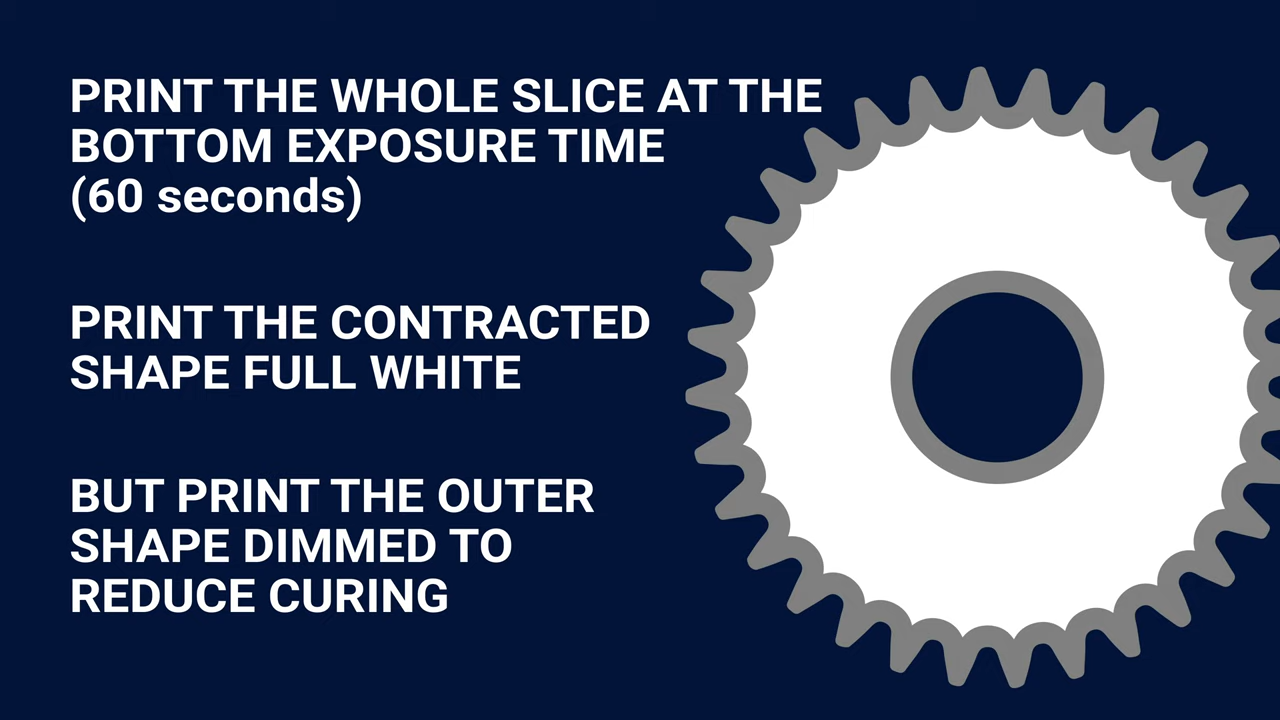 PRINT THE WHOLE SLICE AT THE
BOTTOM EXPOSURE TIME
(60 seconds)
PRINT THE CONTRACTED
SHAPE FULL WHITE
BUT PRINT THE OUTER
SHAPE DIMMED TO
REDUCE CURING